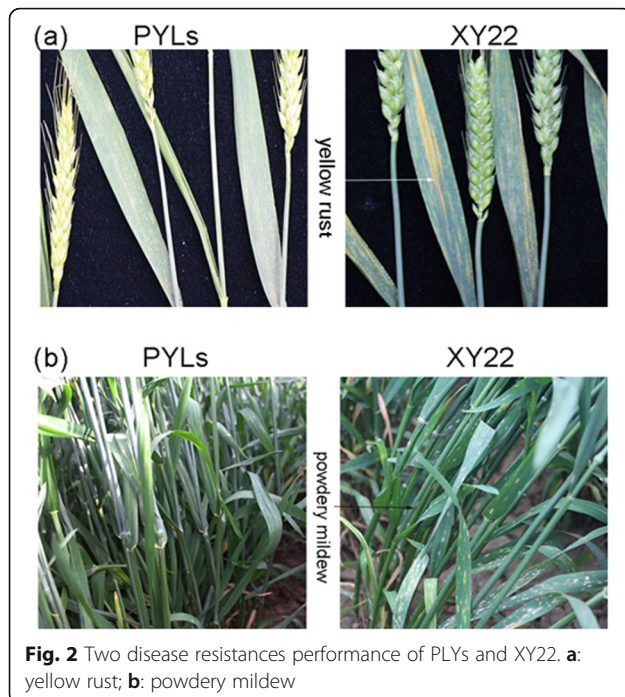 (a)
PYLs
XY22
yellow rust
(b)
PYLs
XY22
powdery mildew
Fig. 2 Two disease resistances performance of PLYs and XY22. a:
yellow rust; b: powdery mildew